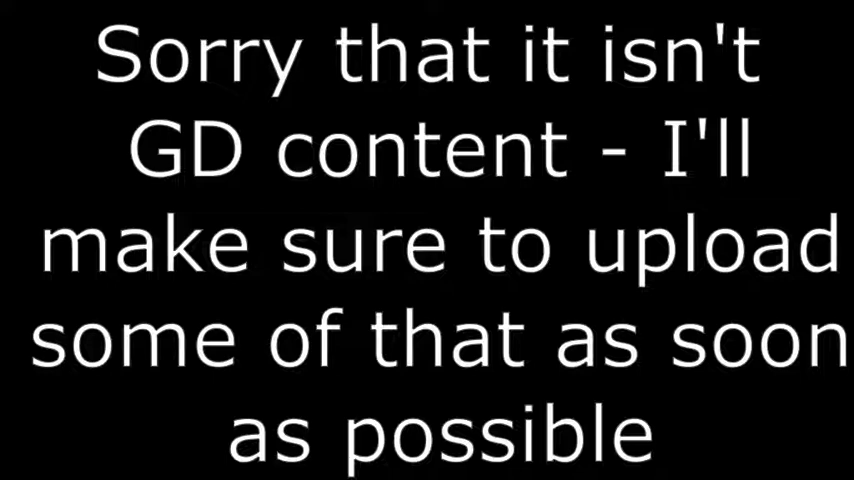 Sorry that it isn't
GD content - I'll
make sure to upload
some of that as soon
as possible